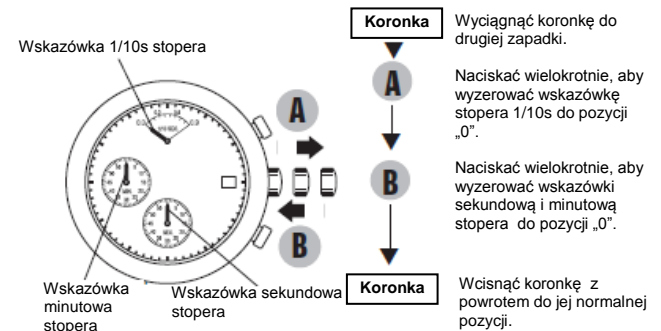 Wskazówka 1/10s stopera
A
B
Wskazówka
minutowa
stopera
Wskazówka sekundowa
stopera
Koronka
Wyciągnąć koronkę do
drugiej zapadki.
A
Naciskać wielokrotnie, aby
wyzerować wskazówkę
stopera 1/10s do pozycji
„0”.
B
Naciskać wielokrotnie, aby
wyzerować wskazówki
sekundową i minutową
stopera do pozycji „0”.
Koronka
Wcisnąć koronkę z
powrotem do jej normalnej
pozycji.